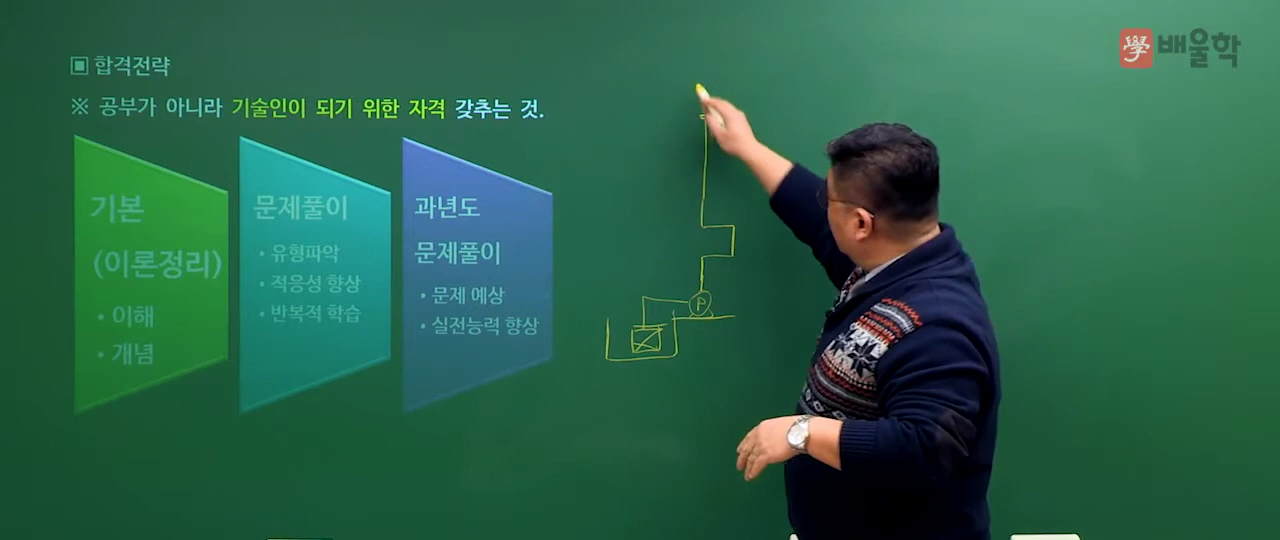 學 배울학
▣ 합격전략
※ 공부가 아니라 기술인이 되기 위한 자격 갖추는 것.
기본
(이론정리)
• 이해
• 개념
문제풀이
• 유형파악
• 적응성 향상
• 반복적 학습
과년도
문제풀이
• 문제 예상
• 실전능력 향상
P